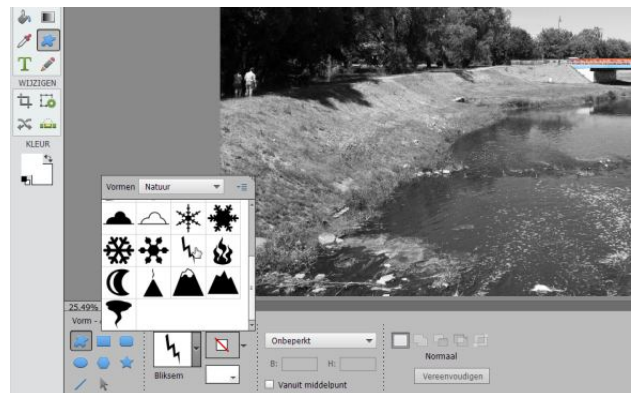 T
WIJZIGEN
KLEUR
Vormen Natuur
25.49%
Vorm -
Onbeperkt
B: H:
Bliksem
Vanuit middelpunt
Normaal
Vereenvoudigen